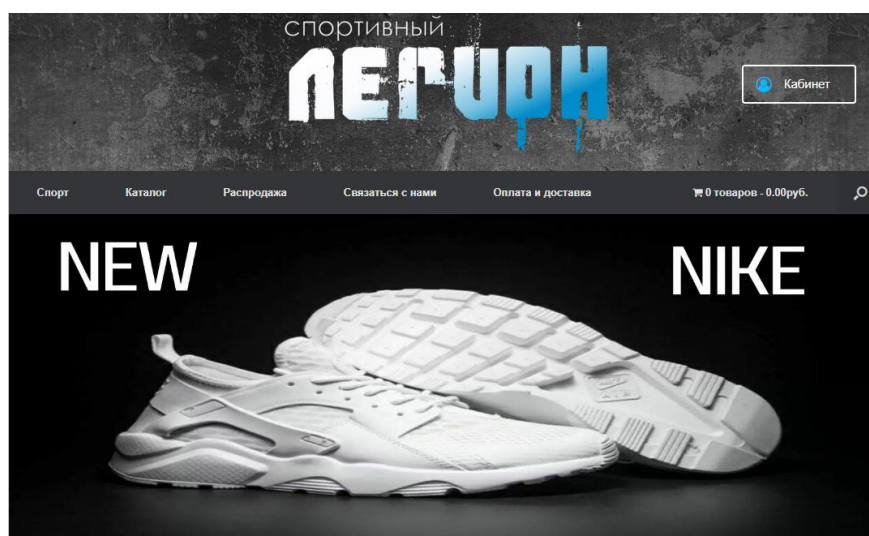 спортивный
ЛЕГИОН
Кабинет
Спорт Каталог Распродажа Связаться с нами Оплата и доставка 0 товаров - 0.00руб.
NEW NIKE